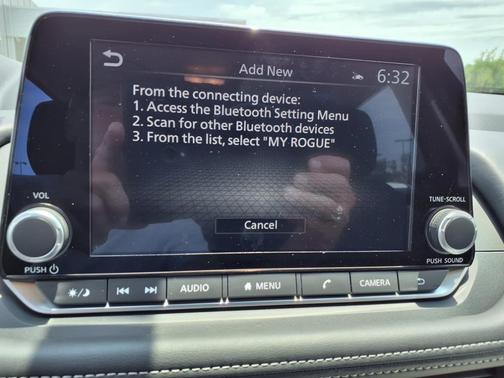 Add New
6:32
From the connecting device:
1. Access the Bluetooth Setting Menu
2. Scan for other Bluetooth devices
3. From the list, select "MY ROGUE"
Cancel
VOL
PUSH
TUNE·SCROLL
PUSH SOUND
AUDIO
MENU
CAMERA